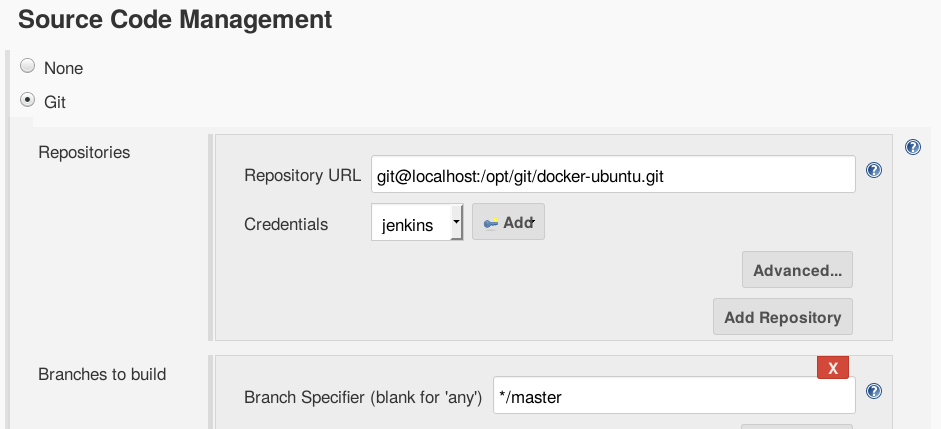 Source Code Management
None
Git
Repositories
Repository URL git@localhost:/opt/git/docker-ubuntu.git
Credentials jenkins Add
Advanced...
Add Repository
X
Branches to build
Branch Specifier (blank for 'any') */master